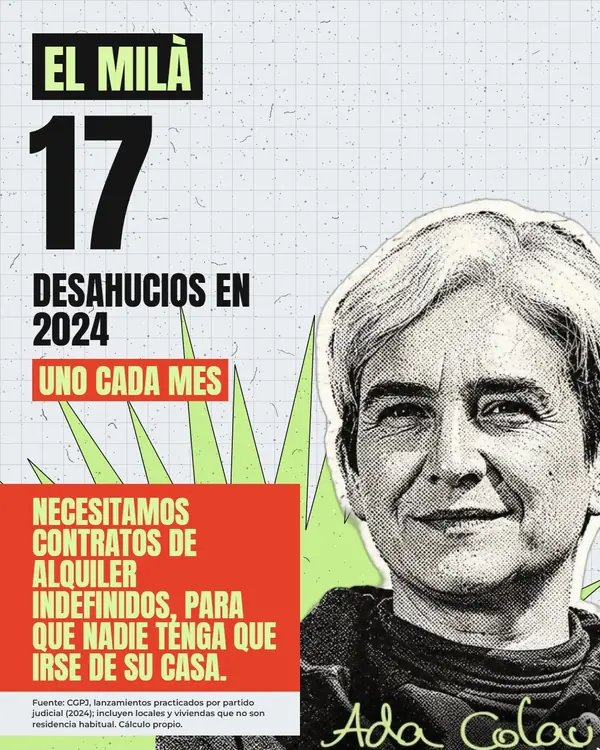 EL MILÀ
17
DESAHUCIOS EN
2024
UNO CADA MES
NECESITAMOS
CONTRATOS DE
ALQUILER
INDEFINIDOS, PARA
QUE NADIE TENGA QUE
IRSE DE SU CASA.
Fuente: CGPJ, lanzamientos practicados por partido
judicial (2024); incluyen locales y viviendas que no son
residencia habitual. Cálculo propio.
Ada Colau